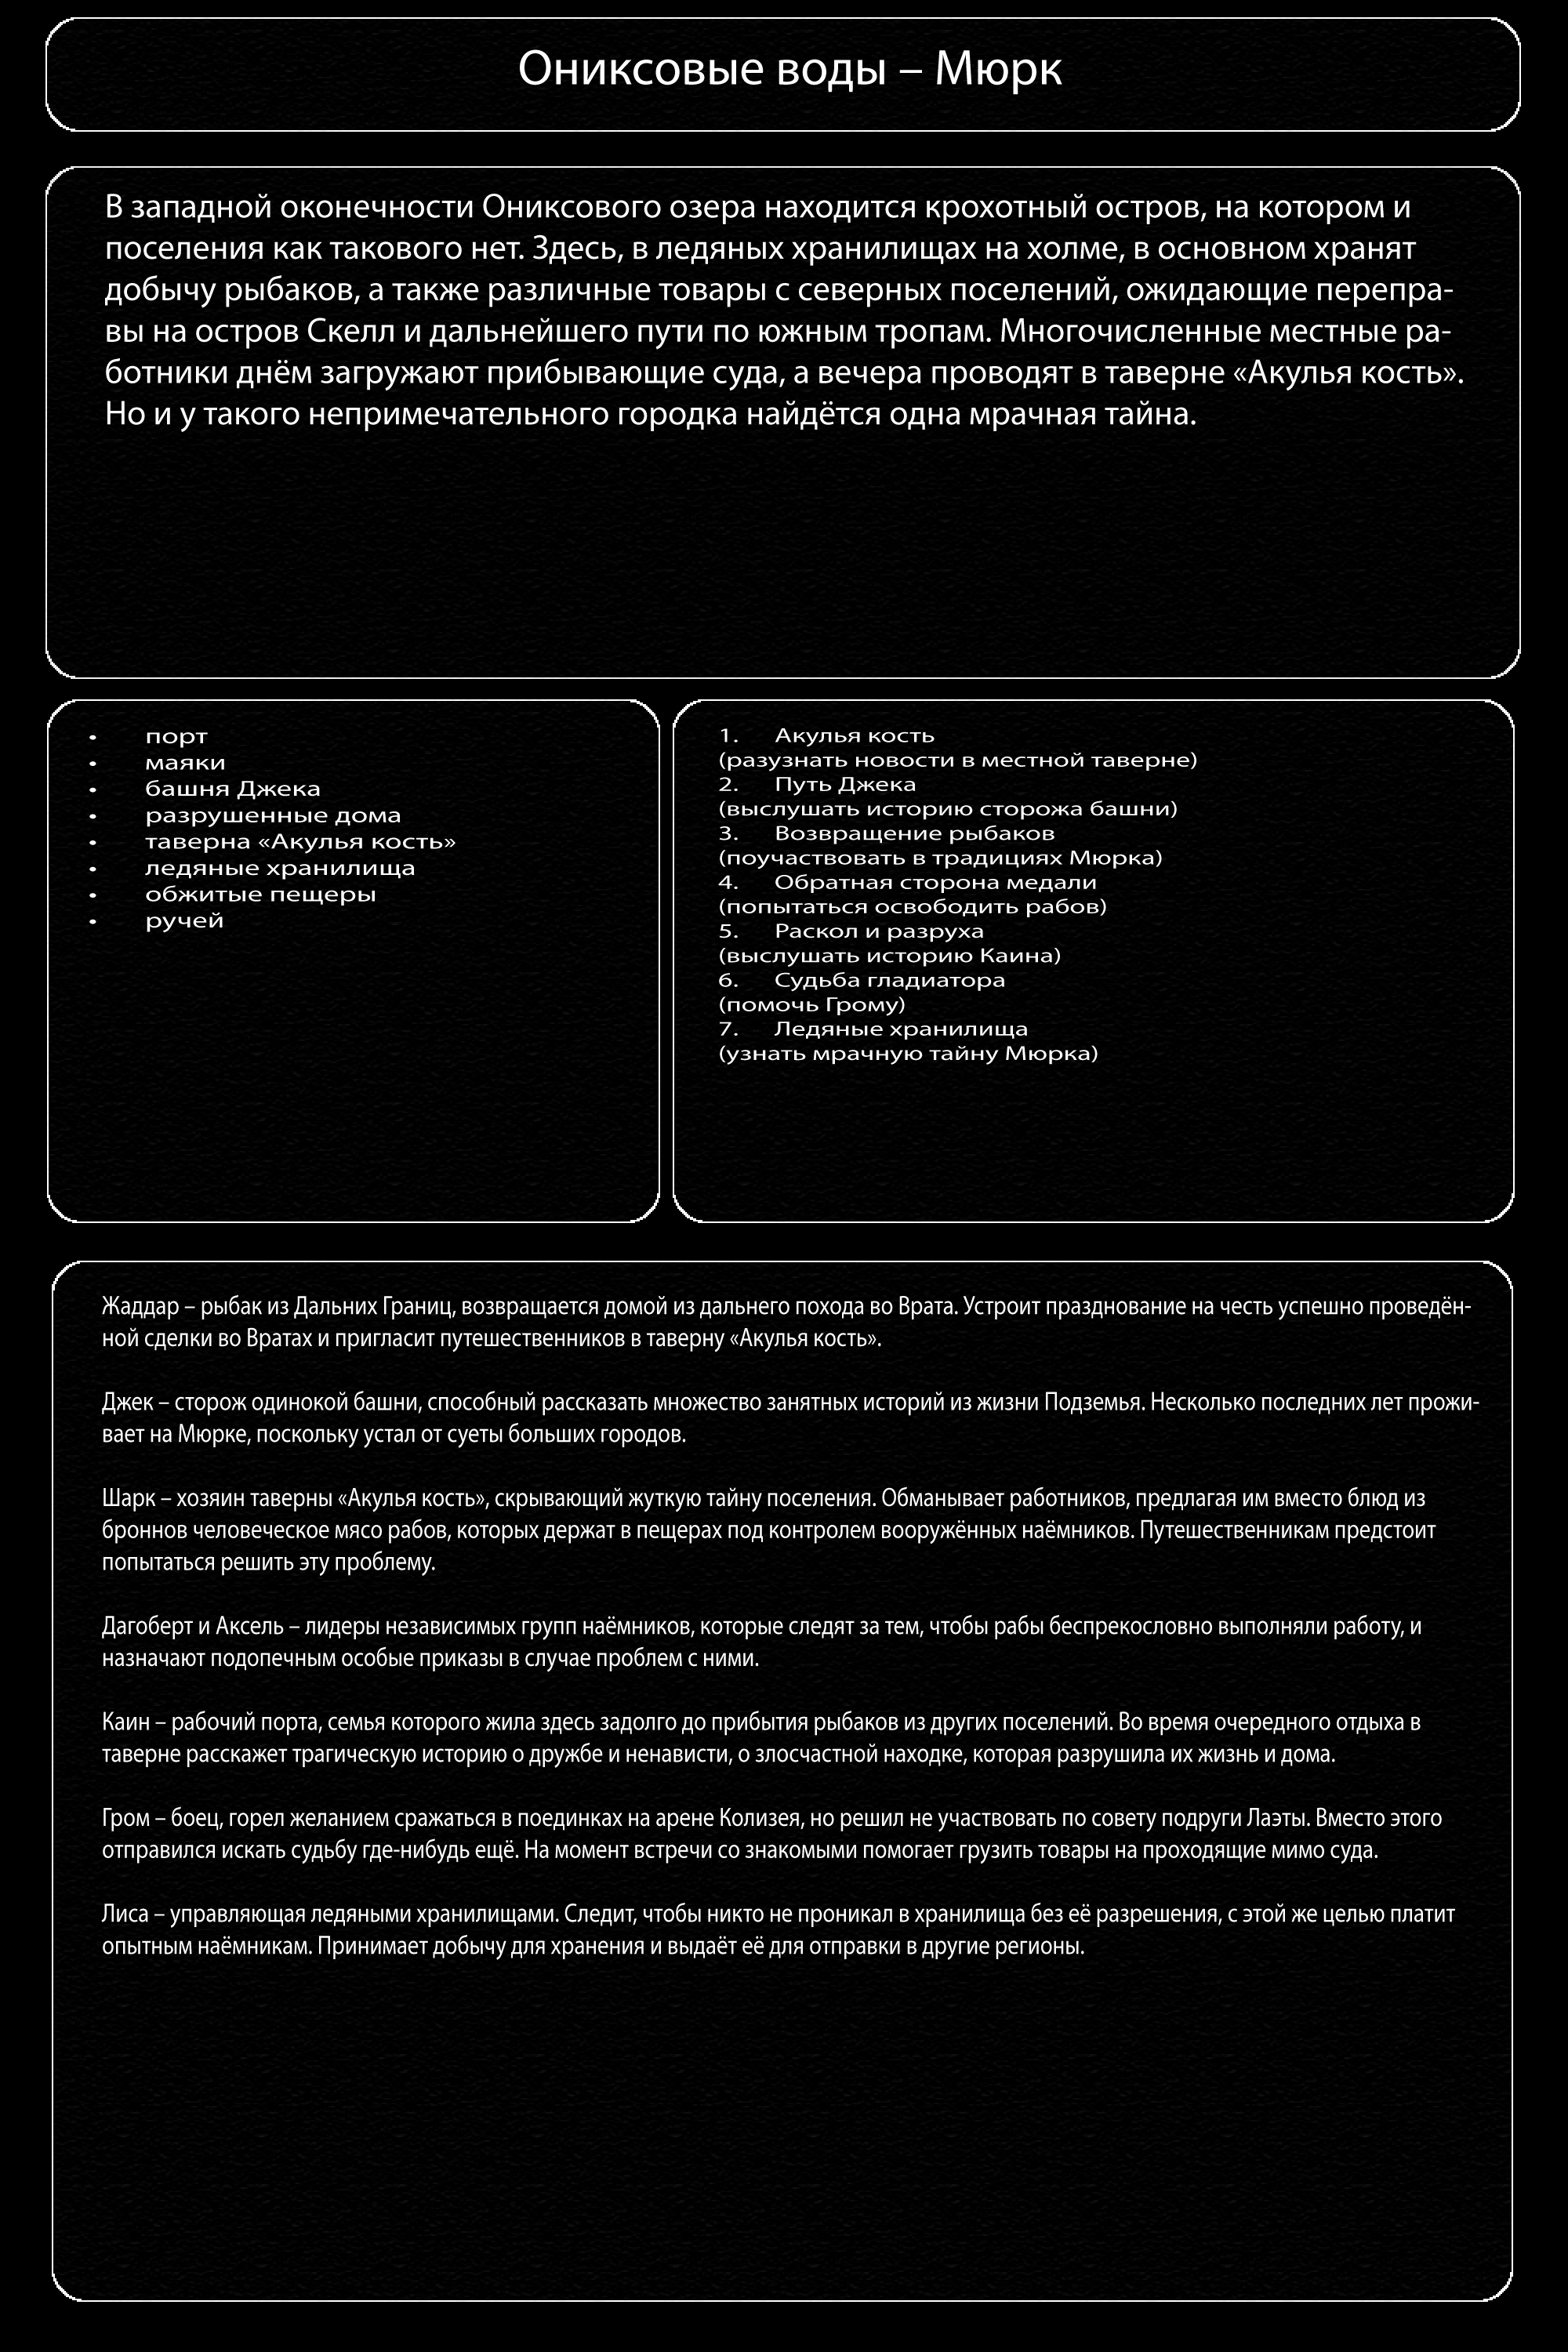 Ониксовые воды – Мюрк
В западной оконечности Ониксового озера находится крохотный остров, на котором и
поселения как такового нет. Здесь, в ледяных хранилищах на холме, в основном хранят
добычу рыбаков, а также различные товары с северных поселений, ожидающие перепра-
вы на остров Скелл и дальнейшего пути по южным тропам. Многочисленные местные ра-
ботники днём загружают прибывающие суда, а вечера проводят в таверне «Акулья кость».
Но и у такого непримечательного городка найдётся одна мрачная тайна.
• порт
• маяки
• башня Джека
• разрушенные дома
• таверна «Акулья кость»
• ледяные хранилища
• обжитые пещеры
• ручей
1. Акулья кость
(разузнать новости в местной таверне)
2. Путь Джека
(выслушать историю сторожа башни)
3. Возвращение рыбаков
(поучаствовать в традициях Мюрка)
4. Обратная сторона медали
(попытаться освободить рабов)
5. Раскол и разруха
(выслушать историю Каина)
6. Судьба гладиатора
(помочь Грому)
7. Ледяные хранилища
(узнать мрачную тайну Мюрка)
Жаддар – рыбак из Дальних Границ, возвращается домой из дальнего похода во Врата. Устроит празднование на честь успешно проведён-
ной сделки во Вратах и пригласит путешественников в таверну «Акулья кость».
Джек – сторож одинокой башни, способный рассказать множество занятных историй из жизни Подземья. Несколько последних лет прожи-
вает на Мюрке, поскольку устал от суеты больших городов.
Шарк – хозяин таверны «Акулья кость», скрывающий жуткую тайну поселения. Обманывает работников, предлагая им вместо блюд из
броннов человеческое мясо рабов, которых держат в пещерах под контролем вооружённых наёмников. Путешественникам предстоит
попытаться решить эту проблему.
Дагоберт и Аксель – лидеры независимых групп наёмников, которые следят за тем, чтобы рабы беспрекословно выполняли работу, и
назначают подопечным особые приказы в случае проблем с ними.
Каин – рабочий порта, семья которого жила здесь задолго до прибытия рыбаков из других поселений. Во время очередного отдыха в
таверне расскажет трагическую историю о дружбе и ненависти, о злосчастной находке, которая разрушила их жизнь и дома.
Гром – боец, горел желанием сражаться в поединках на арене Колизея, но решил не участвовать по совету подруги Лаэты. Вместо этого
отправился искать судьбу где-нибудь ещё. На момент встречи со знакомыми помогает грузить товары на проходящие мимо суда.
Лиса – управляющая ледяными хранилищами. Следит, чтобы никто не проникал в хранилища без её разрешения, с этой же целью платит
опытным наёмникам. Принимает добычу для хранения и выдаёт её для отправки в другие регионы.